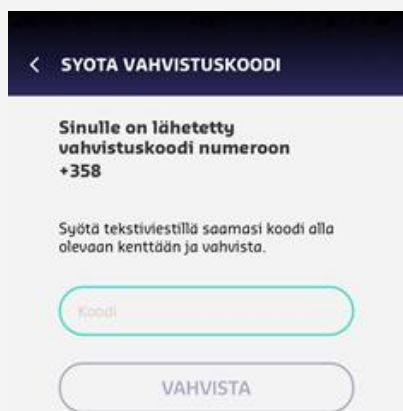 < SYOTA VAHVISTUSKOODI
Sinulle on lähetetty
vahvistuskoodi numeroon
+358
Syötä tekstiviestillä saamasi koodi alla
olevaan kenttään ja vahvista.
Koodi
VAHVISTA